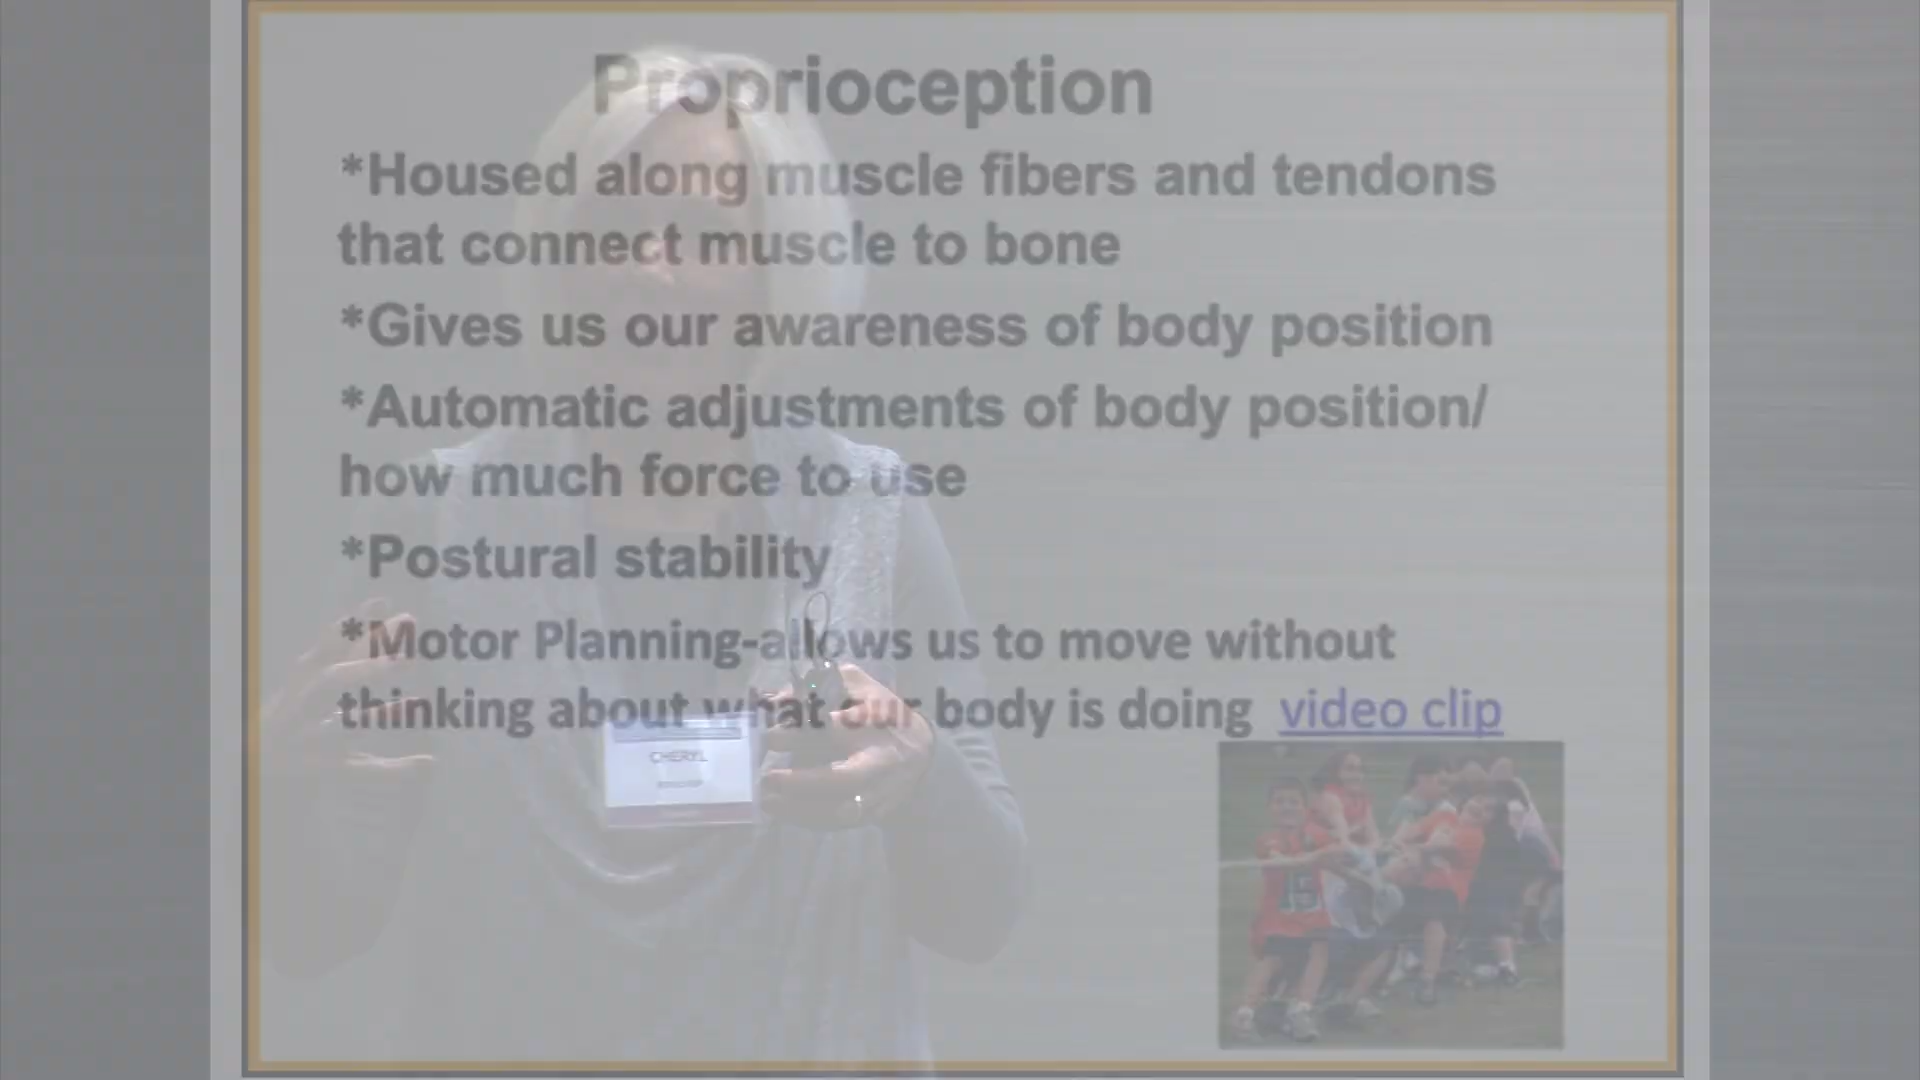 Proprioception
*Housed along muscle fibers and tendons
that connect muscle to bone
*Gives us our awareness of body position
*Automatic adjustments of body position/
how much force to use
*Postural stability
*Motor Planning-allows us to move without
thinking about what our body is doing video clip
CHERYL
15